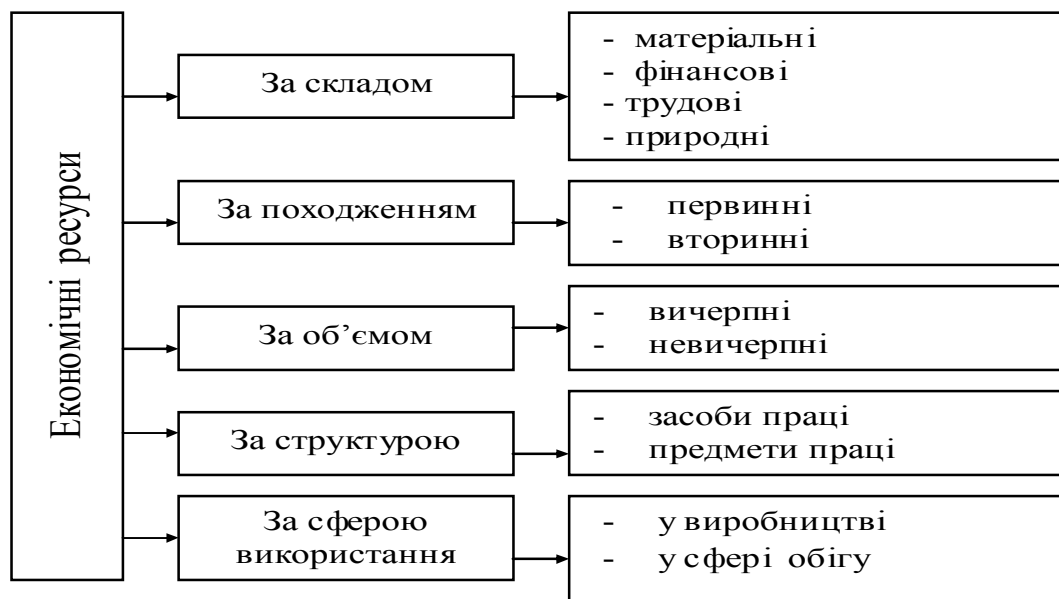 Економічні ресурси
За складом
- матеріальні
- фінансові
- трудові
- природні
За походженням
- первинні
- вторинні
За об’ємом
- вичерпні
- невичерпні
За структурою
- засоби праці
- предмети праці
За сферою
використання
- у виробництві
- у сфері обігу